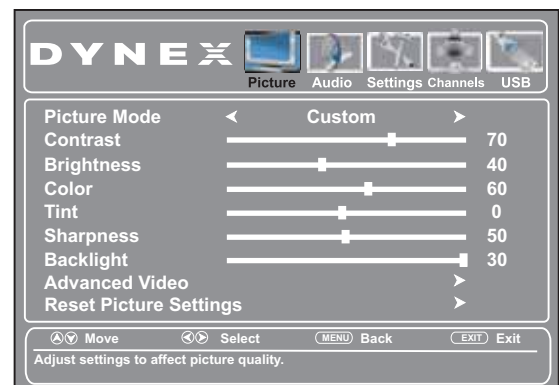 DYNEX
Picture Audio Settings Channels USB
Picture Mode Custom
Contrast 70
Brightness 40
Color 60
Tint 0
Sharpness 50
Backlight 30
Advanced Video
Reset Picture Settings
Move Select MENU Back EXIT Exit
Adjust settings to affect picture quality.